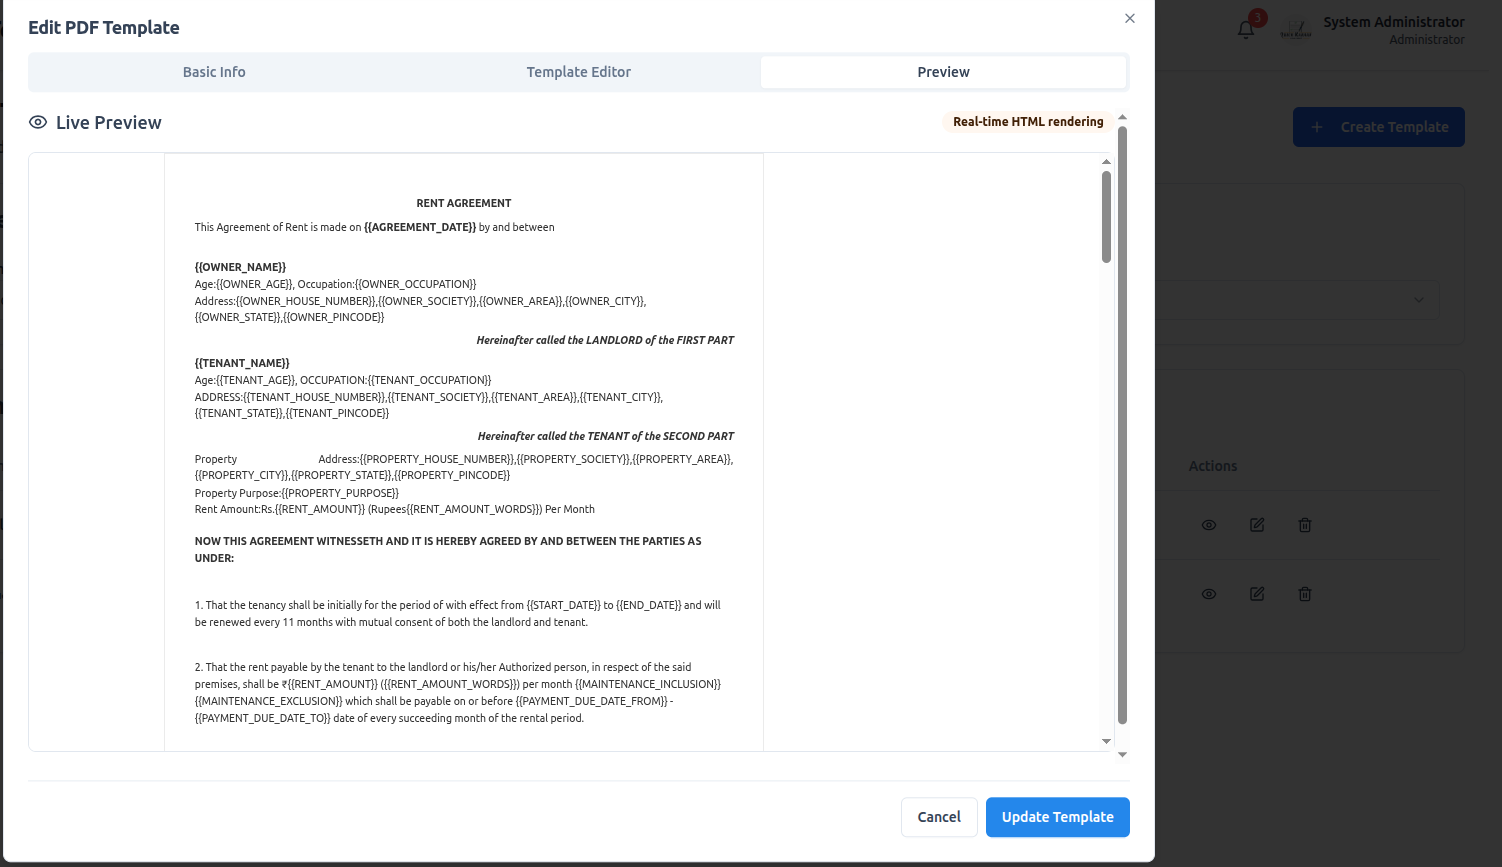 Edit PDF Template
3
System Administrator
Administrator
Basic Info
Template Editor
Preview
Live Preview
Real-time HTML rendering
+ Create Template
RENT AGREEMENT
This Agreement of Rent is made on {{AGREEMENT_DATE}} by and between
{{OWNER_NAME}}
Age:{{OWNER_AGE}}, Occupation:{{OWNER_OCCUPATION}}
Address:{{OWNER_HOUSE_NUMBER}},{{OWNER_SOCIETY}},{{OWNER_AREA}},{{OWNER_CITY}},
{{OWNER_STATE}},{{OWNER_PINCODE}}
Hereinafter called the LANDLORD of the FIRST PART
{{TENANT_NAME}}
Age:{{TENANT_AGE}}, OCCUPATION:{{TENANT_OCCUPATION}}
ADDRESS:{{TENANT_HOUSE_NUMBER}},{{TENANT_SOCIETY}},{{TENANT_AREA}},{{TENANT_CITY}},
{{TENANT_STATE}},{{TENANT_PINCODE}}
Hereinafter called the TENANT of the SECOND PART
Property Address:{{PROPERTY_HOUSE_NUMBER}},{{PROPERTY_SOCIETY}},{{PROPERTY_AREA}},
{{PROPERTY_CITY}},{{PROPERTY_STATE}},{{PROPERTY_PINCODE}}
Property Purpose:{{PROPERTY_PURPOSE}}
Rent Amount:Rs.{{RENT_AMOUNT}} (Rupees{{RENT_AMOUNT_WORDS}}) Per Month
NOW THIS AGREEMENT WITNESSETH AND IT IS HEREBY AGREED BY AND BETWEEN THE PARTIES AS
UNDER:
1. That the tenancy shall be initially for the period of with effect from {{START_DATE}} to {{END_DATE}} and will
be renewed every 11 months with mutual consent of both the landlord and tenant.
2. That the rent payable by the tenant to the landlord or his/her Authorized person, in respect of the said
premises, shall be ₹{{RENT_AMOUNT}} ({{RENT_AMOUNT_WORDS}}) per month {{MAINTENANCE_INCLUSION}}
{{MAINTENANCE_EXCLUSION}} which shall be payable on or before {{PAYMENT_DUE_DATE_FROM}} -
{{PAYMENT_DUE_DATE_TO}} date of every succeeding month of the rental period.
Actions
Cancel
Update Template